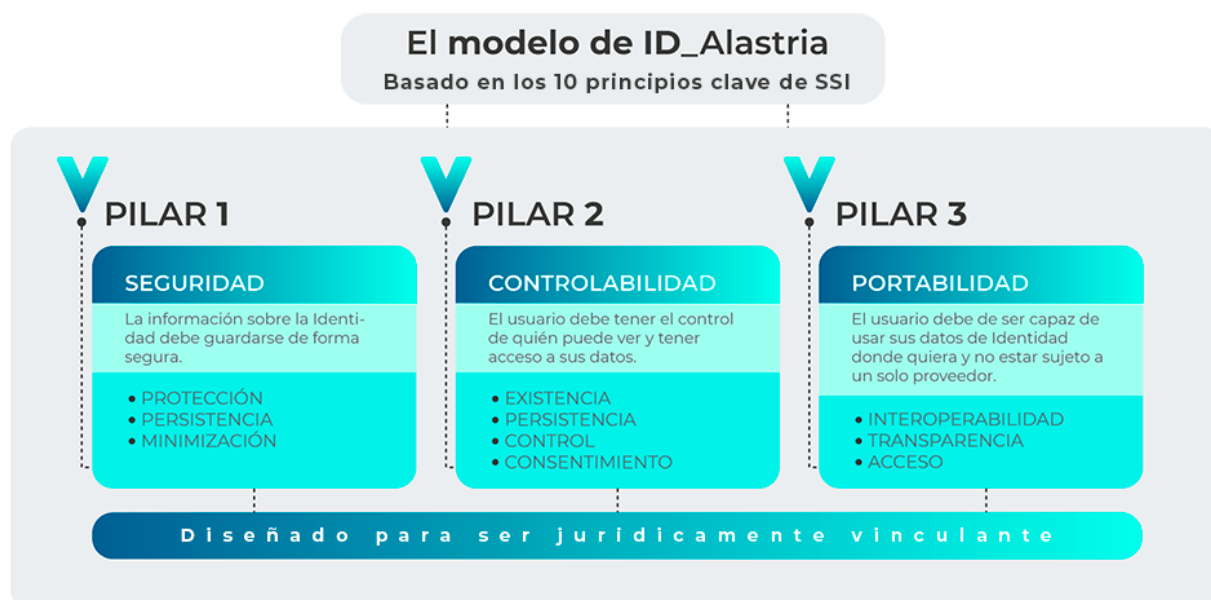 El modelo de ID_Alastria
Basado en los 10 principios clave de SSI
PILAR 1
SEGURIDAD
La información sobre la Identi-
dad debe guardarse de forma
segura.
• PROTECCIÓN
• PERSISTENCIA
• MINIMIZACIÓN
PILAR 2
CONTROLABILIDAD
El usuario debe tener el control
de quién puede ver y tener
acceso a sus datos.
• EXISTENCIA
• PERSISTENCIA
• CONTROL
• CONSENTIMIENTO
PILAR 3
PORTABILIDAD
El usuario debe de ser capaz de
usar sus datos de Identidad
donde quiera y no estar sujeto a
un solo proveedor.
• INTEROPERABILIDAD
• TRANSPARENCIA
• ACCESO
Diseñado para ser jurídicamente vinculante